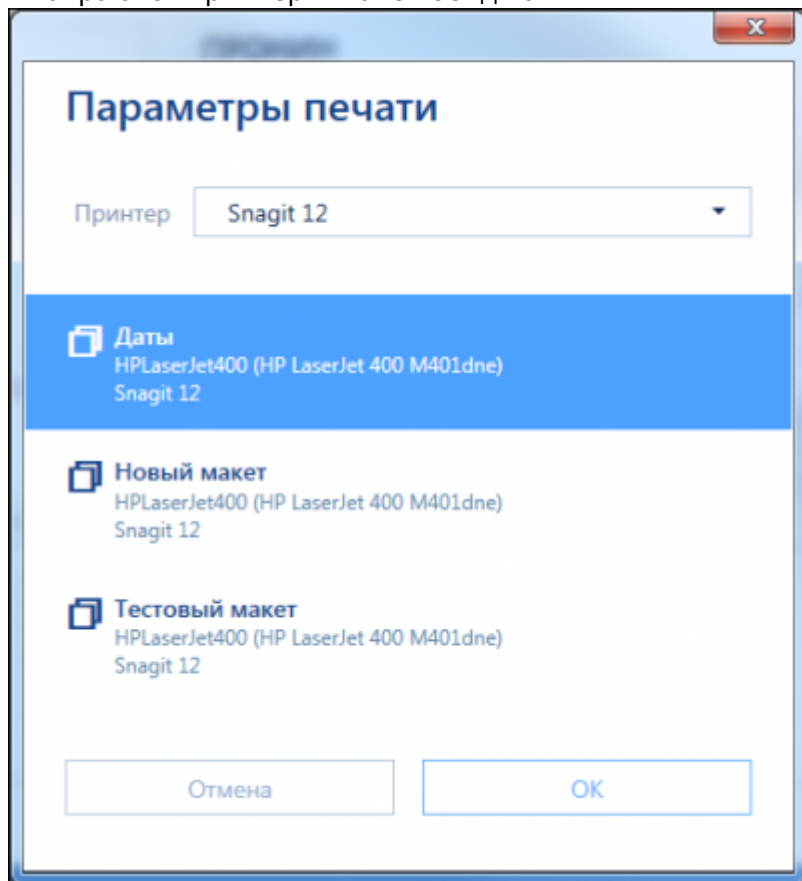 Параметры печати
Принтер
Snagit 12
Даты
HPLaserJet400 (HP LaserJet 400 M401dne)
Snagit 12
Новый макет
HPLaserJet400 (HP LaserJet 400 M401dne)
Snagit 12
Тестовый макет
HPLaserJet400 (HP LaserJet 400 M401dne)
Snagit 12
Отмена
OK